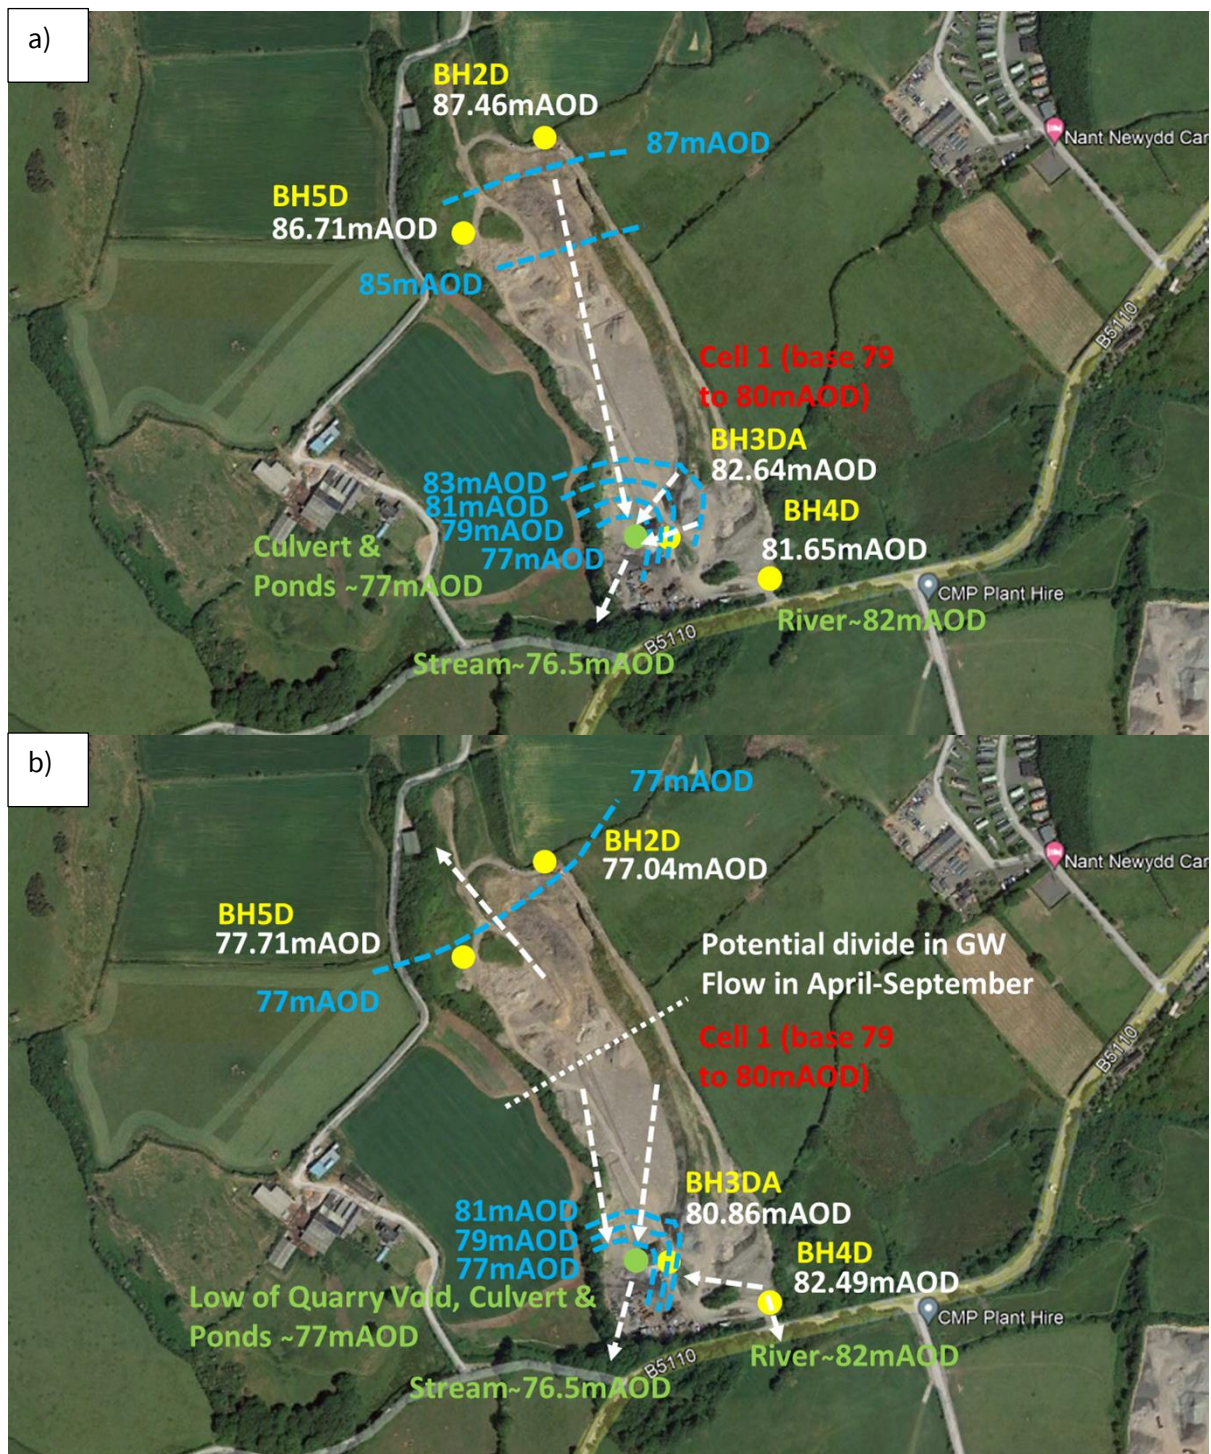 a)
BH2D
87.46mAOD
87mAOD
Nant Newydd Car
BH5D
86.71mAOD
85mAOD
B5110
Cell 1 (base 79
to 80mAOD)
BH3DA
82.64mAOD
83mAOD
81mAOD
79mAOD
77mAOD
BH4D
81.65mAOD
Culvert &
Ponds ~77mAOD
CMP Plant Hire
River~82mAOD
B5110
Stream~76.5mAOD
b)
77mAOD
BH2D
77.04mAOD
Nant Newydd Car
BH5D
77.71mAOD
77mAOD
Potential divide in GW
Flow in April-September
B5110
Cell 1 (base 79
to 80mAOD)
BH3DA
80.86mAOD
81mAOD
79mAOD
77mAOD
BH4D
82.49mAOD
Low of Quarry Void, Culvert &
Ponds ~77mAOD
CMP Plant Hire
River~82mAOD
B5110
Stream~76.5mAOD